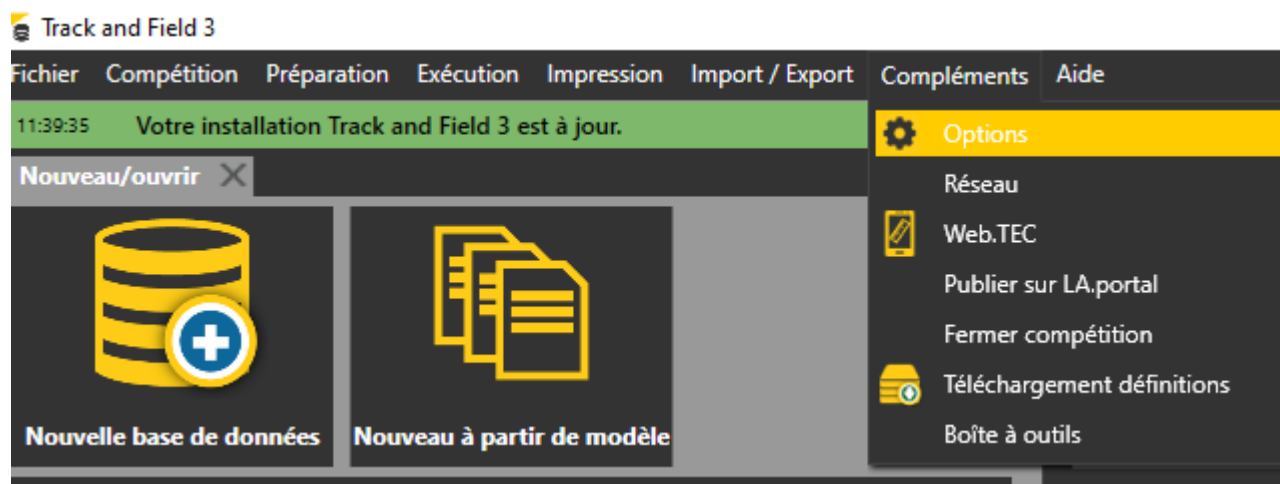 Track and Field 3
Fichier Compétition Préparation Exécution Impression Import / Export Compléments Aide
11:39:35 Votre installation Track and Field 3 est à jour.
Options
Nouveau/ouvrir
Réseau
Web.TEC
Publier sur LA.portal
Fermer compétition
Téléchargement définitions
Boîte à outils
Nouvelle base de données
Nouveau à partir de modèle